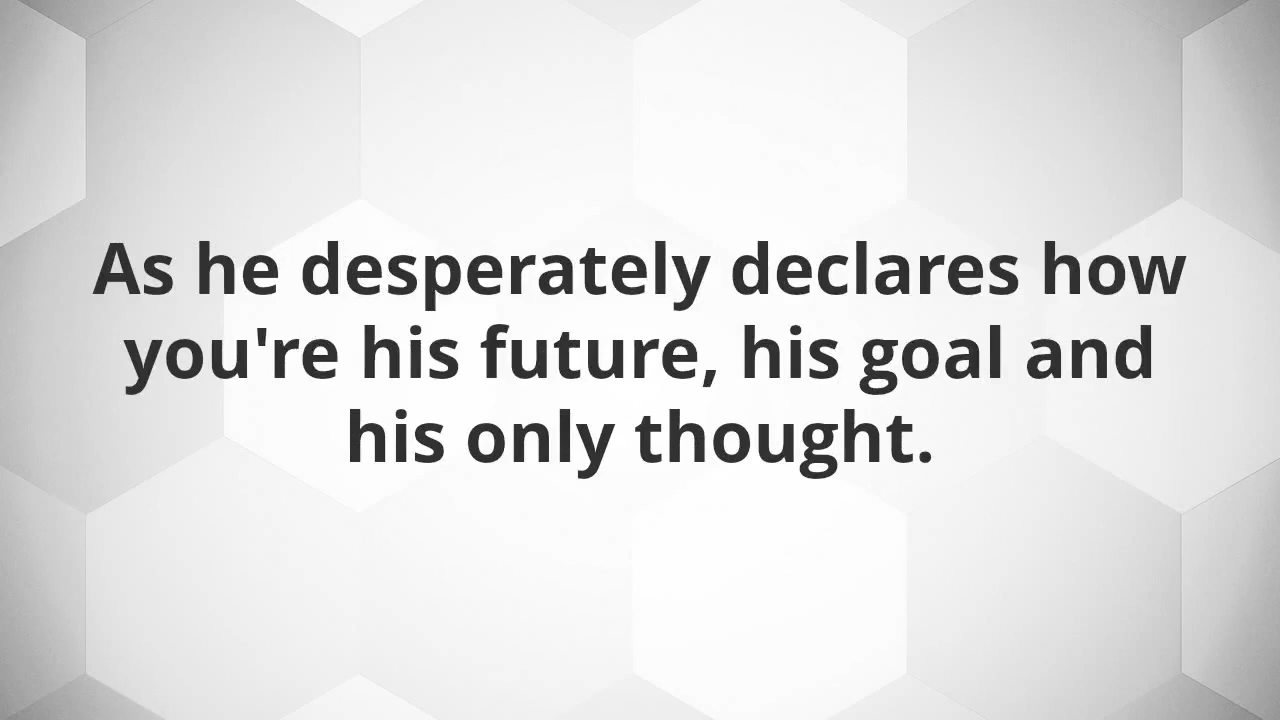 As he desperately declares how
you're his future, his goal and
his only thought.